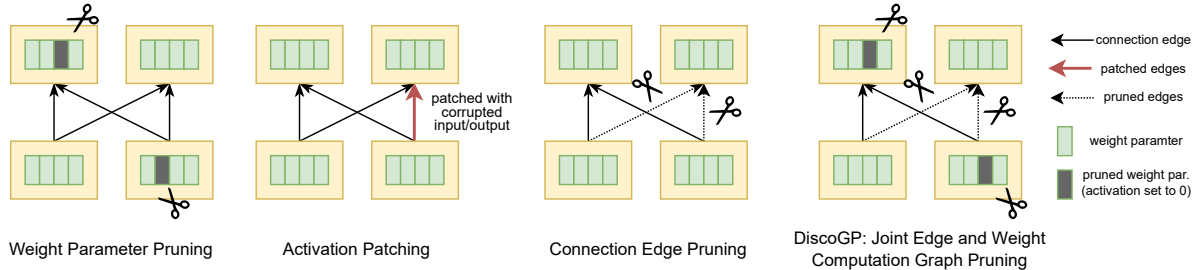 patched with
corrupted
input/output
connection edge
patched edges
pruned edges
weight paramter
pruned weight par.
(activation set to 0)
Weight Parameter Pruning
Activation Patching
Connection Edge Pruning
DiscoGP: Joint Edge and Weight
Computation Graph Pruning